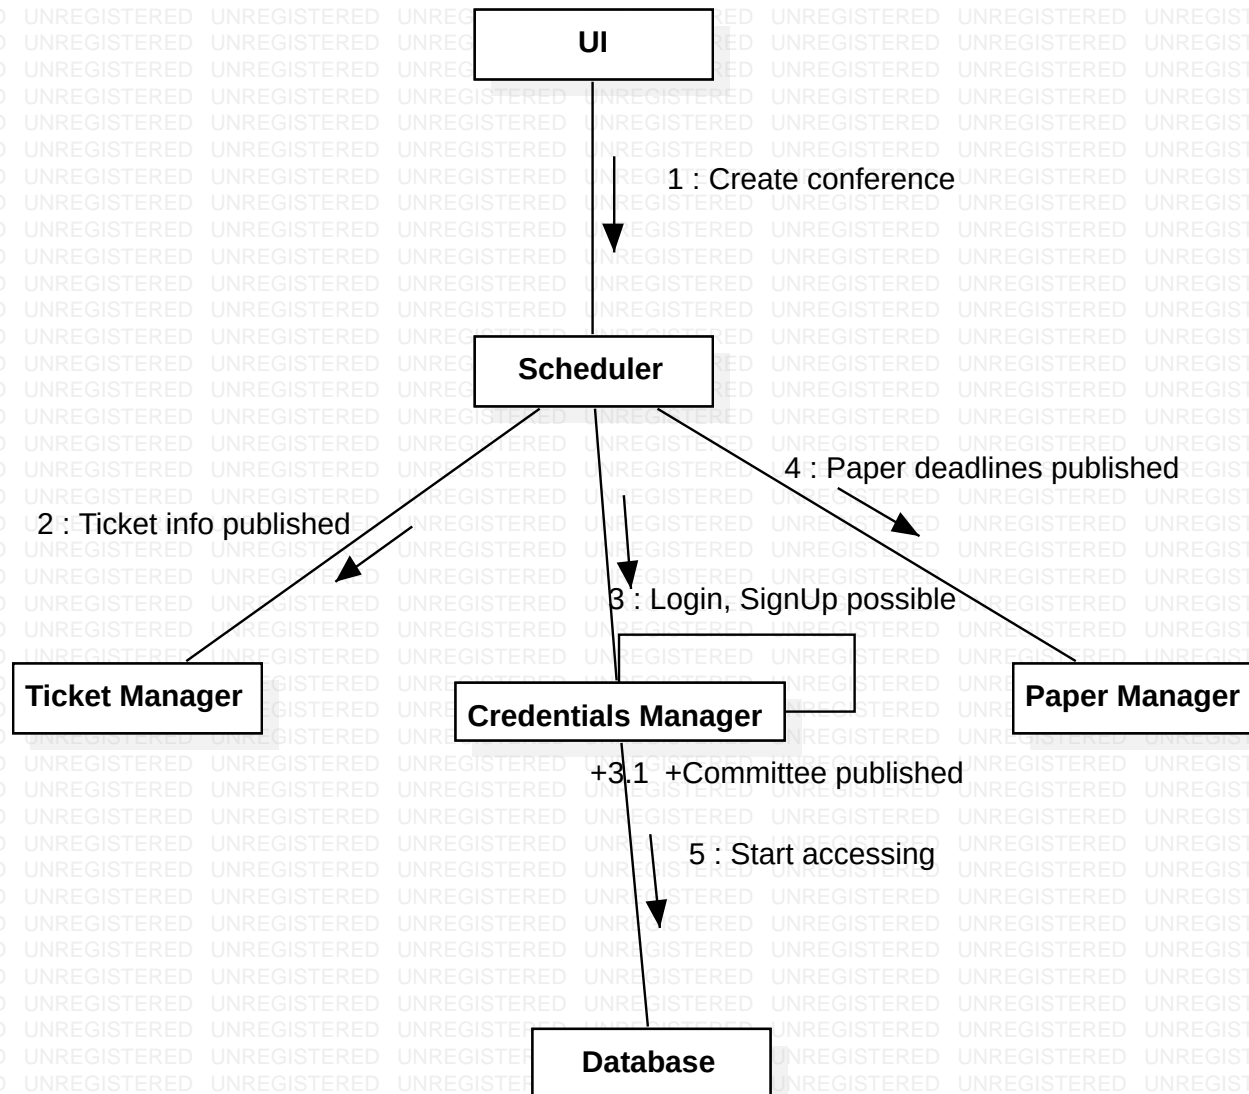 UI
1 : Create conference
Scheduler
4 : Paper deadlines published
2 : Ticket info published
3 : Login, SignUp possible
Ticket Manager
Credentials Manager
Paper Manager
+3.1 +Committee published
5 : Start accessing
Database
UNREGISTERED